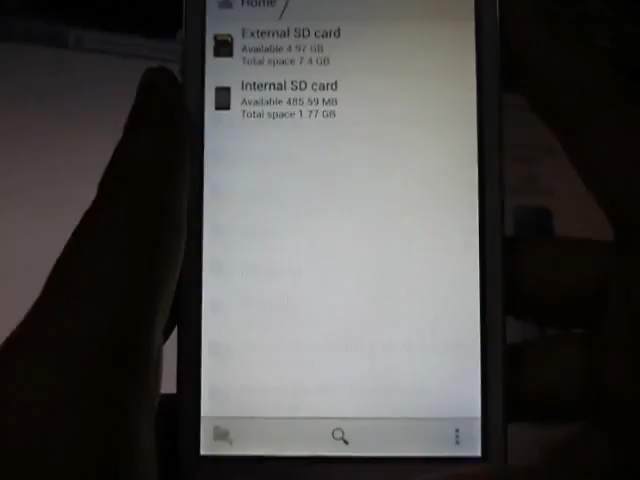 Home
External SD card
Available 4.97 GB
Total space 7.4 GB
Internal SD card
Available 485.59 MB
Total space 1.77 GB